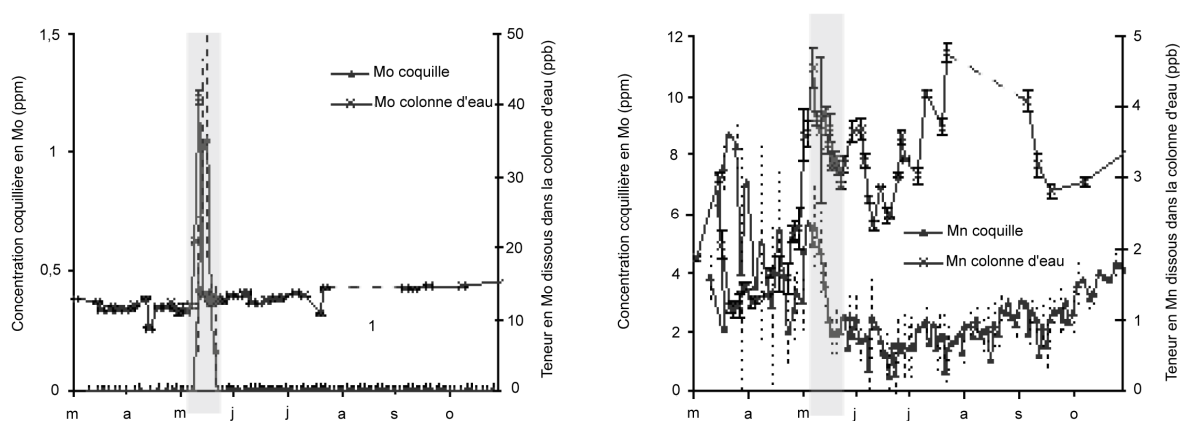 Concentration coquillière en Mo (ppm)
1,5
1
0,5
0
Mo coquille
Mo colonne d'eau
1
50
40
30
20
10
0
Teneur en Mo dissous dans la colonne d'eau (ppb)
m a m j j a s o
Concentration coquillière en Mo (ppm)
12
10
8
6
4
2
0
Mn coquille
Mn colonne d'eau
5
4
3
2
1
0
Teneur en Mn dissous dans la colonne d'eau (ppb)
m a m j j a s o